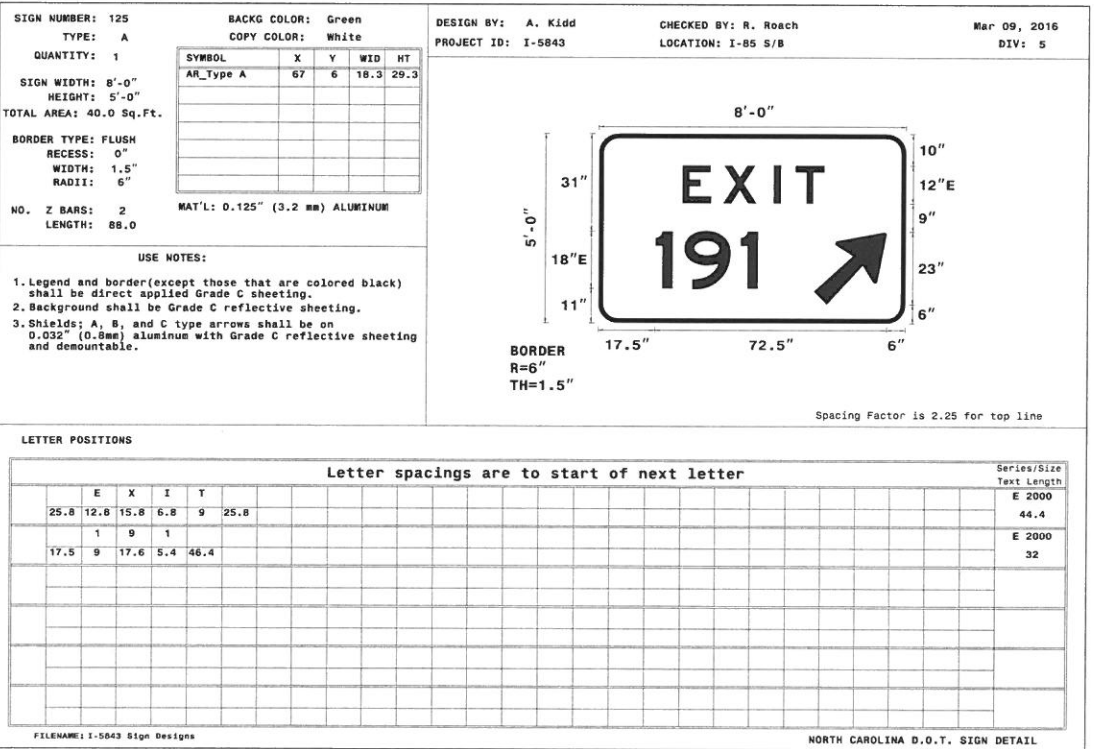 SIGN NUMBER: 125
TYPE: A
QUANTITY: 1
SIGN WIDTH: 8'-0"
HEIGHT: 5'-0"
TOTAL AREA: 40.0 Sq.Ft.
BORDER TYPE: FLUSH
RECESS: 0"
WIDTH: 1.5"
RADII: 6"
NO. Z BARS: 2
LENGTH: 88.0
BACKG COLOR: Green
COPY COLOR: White
SYMBOL X Y WID HT
AR_Type A 67 6 18.3 29.3
MAT'L: 0.125" (3.2 mm) ALUMINUM
USE NOTES:
1. Legend and border(except those that are colored black)
shall be direct applied Grade C sheeting.
2. Background shall be Grade C reflective sheeting.
3. Shields; A, B, and C type arrows shall be on
0.032" (0.8mm) aluminum with Grade C reflective sheeting
and demountable.
DESIGN BY: A. Kidd CHECKED BY: R. Roach Mar 09, 2016
PROJECT ID: I-5843 LOCATION: I-85 S/B DIV: 5
8'-0"
5'-0"
31"
18"E
11"
EXIT
191
10"
12"E
9"
23"
6"
17.5" 72.5" 6"
BORDER
R=6"
TH=1.5"
Spacing Factor is 2.25 for top line
LETTER POSITIONS
Letter spacings are to start of next letter
Series/Size
Text Length
E X I T E 2000
25.8 12.8 15.8 6.8 9 25.8 44.4
1 9 1 E 2000
17.5 9 17.6 5.4 46.4 32
FILENAME: I-5843 Sign Designs
NORTH CAROLINA D.O.T. SIGN DETAIL